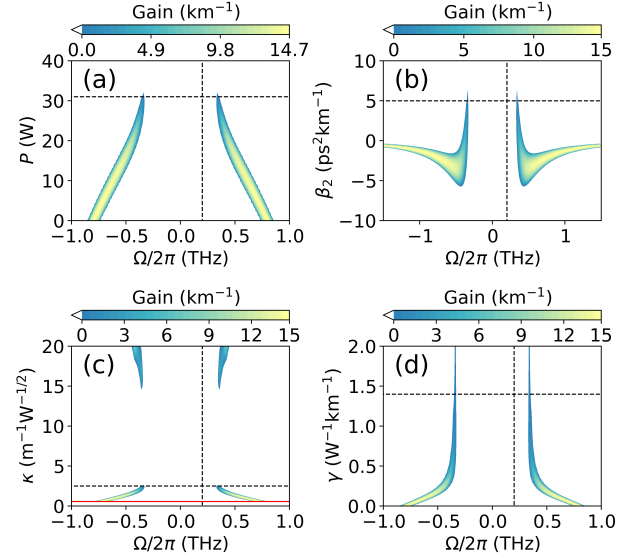 Gain (km⁻¹)
0.0 4.9 9.8 14.7
(a)
P (W)
40
30
20
10
0
−1.0 −0.5 0.0 0.5 1.0
Ω/2π (THz)
Gain (km⁻¹)
0 5 10 15
(b)
β₂ (ps²km⁻¹)
10
5
0
−5
−10
−1 0 1
Ω/2π (THz)
Gain (km⁻¹)
0 3 6 9 12 15
(c)
κ (m⁻¹W⁻¹/²)
20
15
10
5
0
−1.0 −0.5 0.0 0.5 1.0
Ω/2π (THz)
Gain (km⁻¹)
0 3 6 9 12 15
(d)
γ (W⁻¹km⁻¹)
2.0
1.5
1.0
0.5
0.0
−1.0 −0.5 0.0 0.5 1.0
Ω/2π (THz)